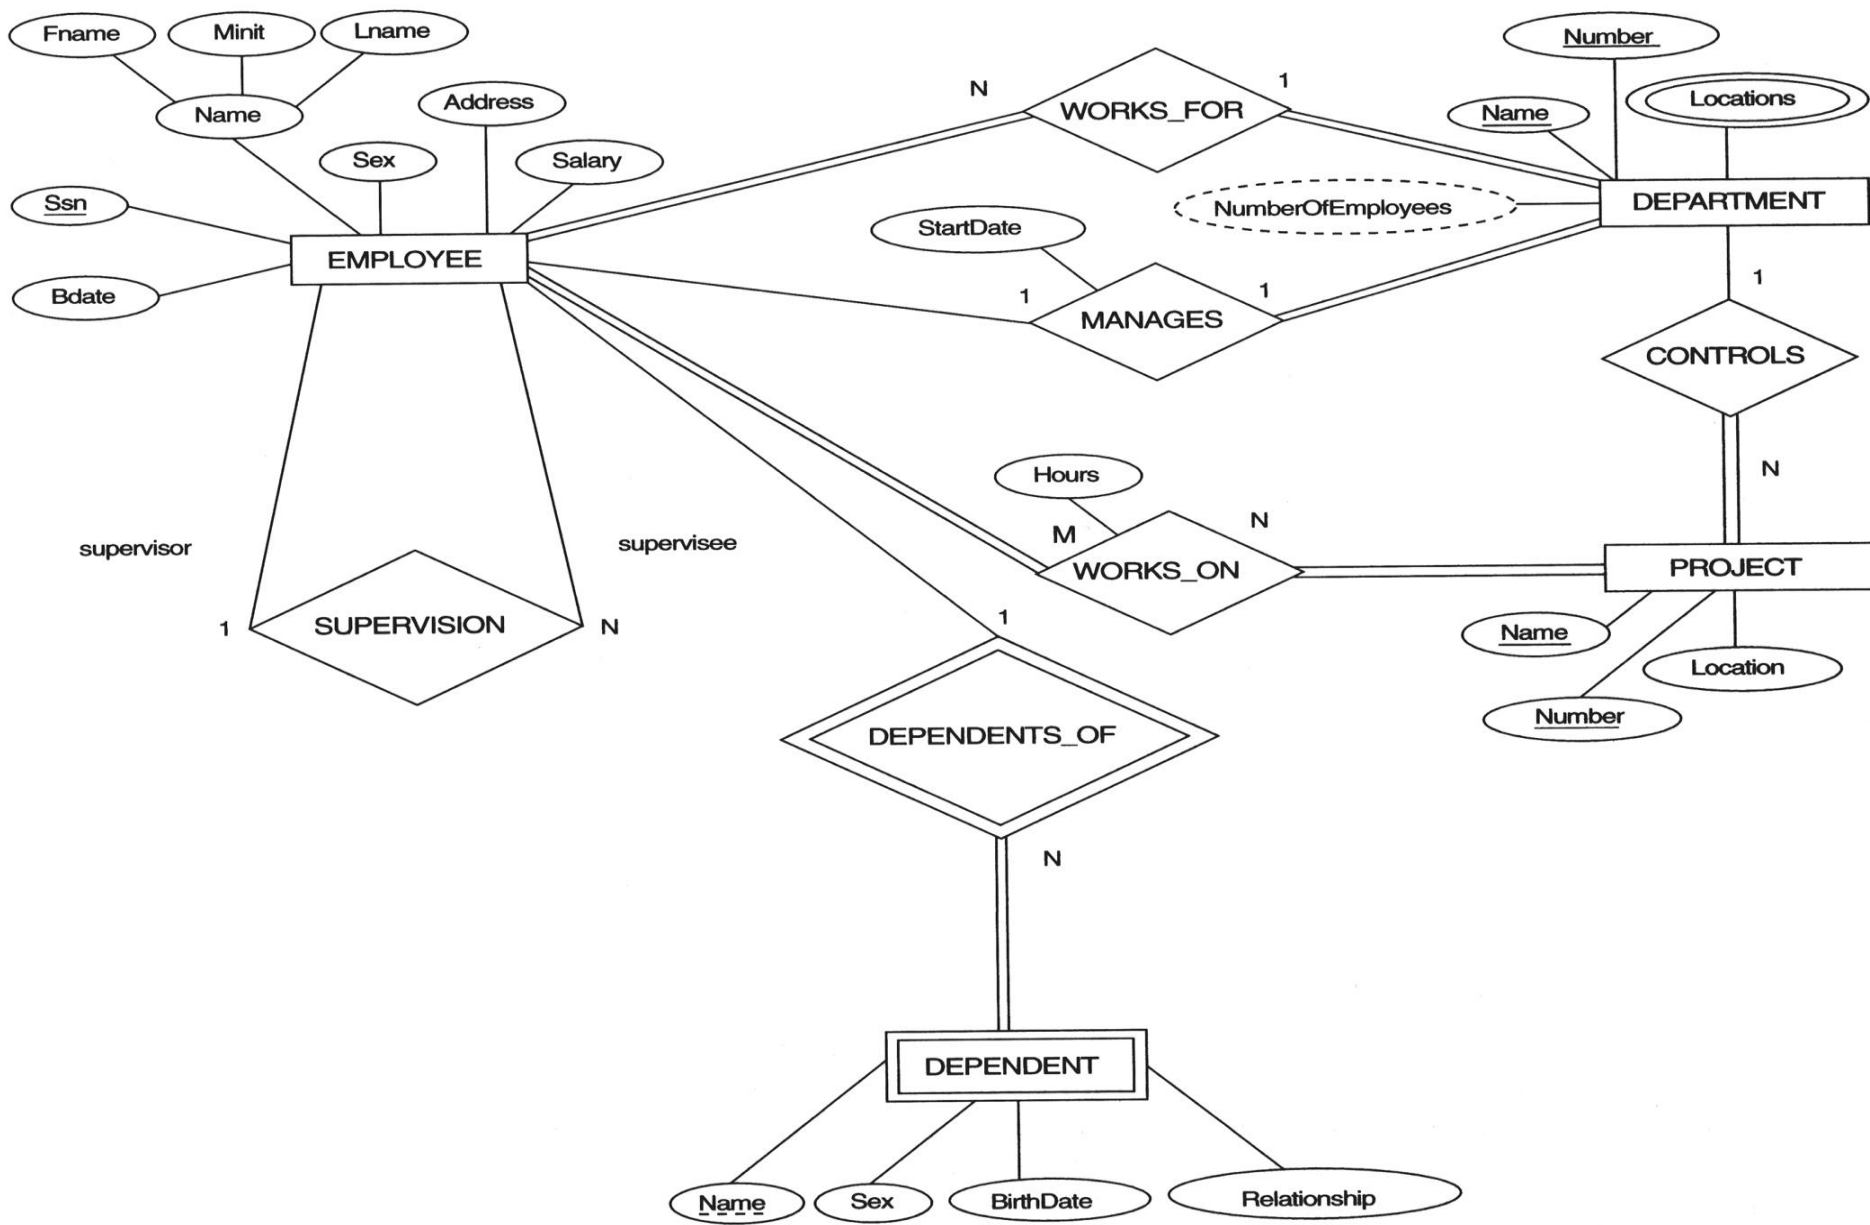 Fname
Minit
Lname
Number
Name
Address
N
1
WORKS_FOR
Name
Locations
Sex
Salary
Ssn
StartDate
NumberOfEmployees
DEPARTMENT
EMPLOYEE
Bdate
1
1
MANAGES
1
CONTROLS
Hours
N
M
N
supervisor
supervisee
WORKS_ON
PROJECT
1
SUPERVISION
N
1
Name
Location
Number
DEPENDENTS_OF
N
DEPENDENT
Name
Sex
BirthDate
Relationship